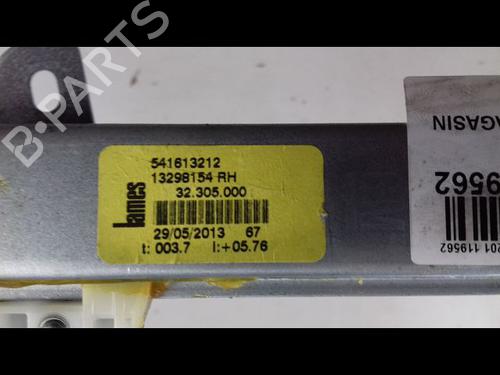 541613212
13298154 RH
32.305.000
lames
29/05/2013 67
t: 003.7 I:+05.76
AGASIN
9562
201 119562
B-Parts